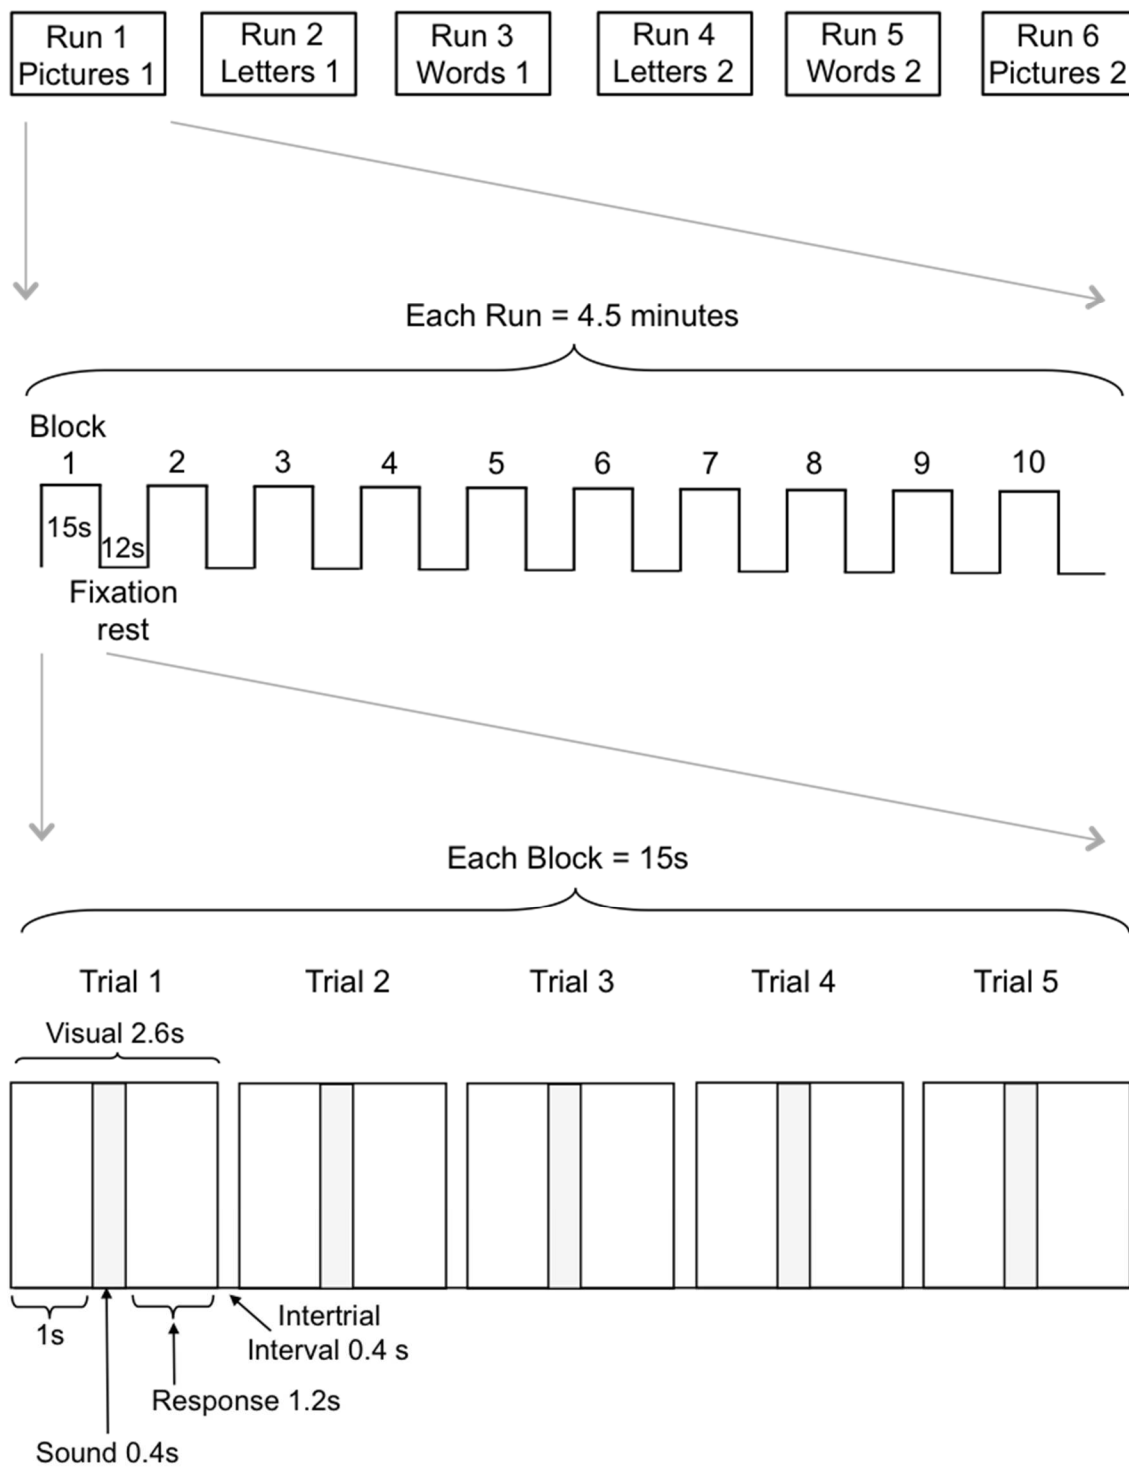 Run 1
Pictures 1
Run 2
Letters 1
Run 3
Words 1
Run 4
Letters 2
Run 5
Words 2
Run 6
Pictures 2
Each Run = 4.5 minutes
Block
1 2 3 4 5 6 7 8 9 10
15s
12s
Fixation
rest
Each Block = 15s
Trial 1 Trial 2 Trial 3 Trial 4 Trial 5
Visual 2.6s
1s
Intertrial
Interval 0.4 s
Response 1.2s
Sound 0.4s